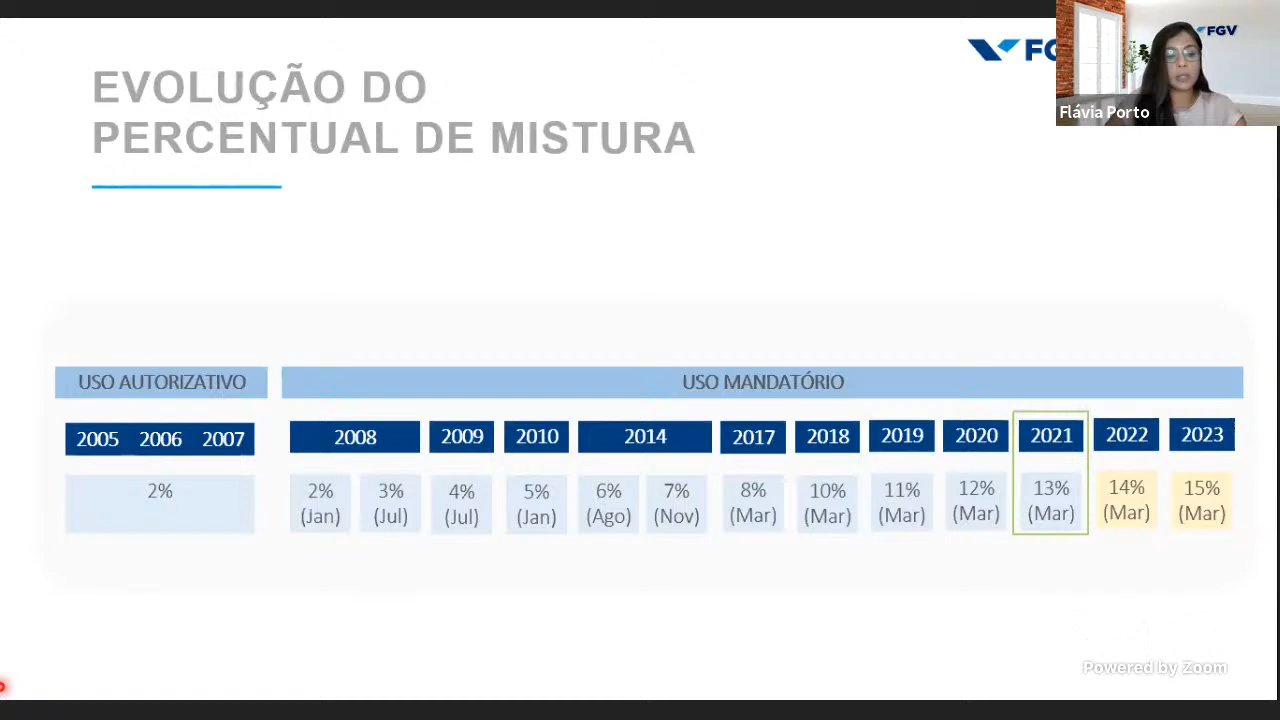 EVOLUÇÃO DO
PERCENTUAL DE MISTURA
FGV
Flávia Porto
USO AUTORIZATIVO
USO MANDATÓRIO
2005 2006 2007
2008
2009
2010
2014
2017
2018
2019
2020
2021
2022
2023
2%
2%
(Jan)
3%
(Jul)
4%
(Jul)
5%
(Jan)
6%
(Ago)
7%
(Nov)
8%
(Mar)
10%
(Mar)
11%
(Mar)
12%
(Mar)
13%
(Mar)
14%
(Mar)
15%
(Mar)
Powered by Zoom